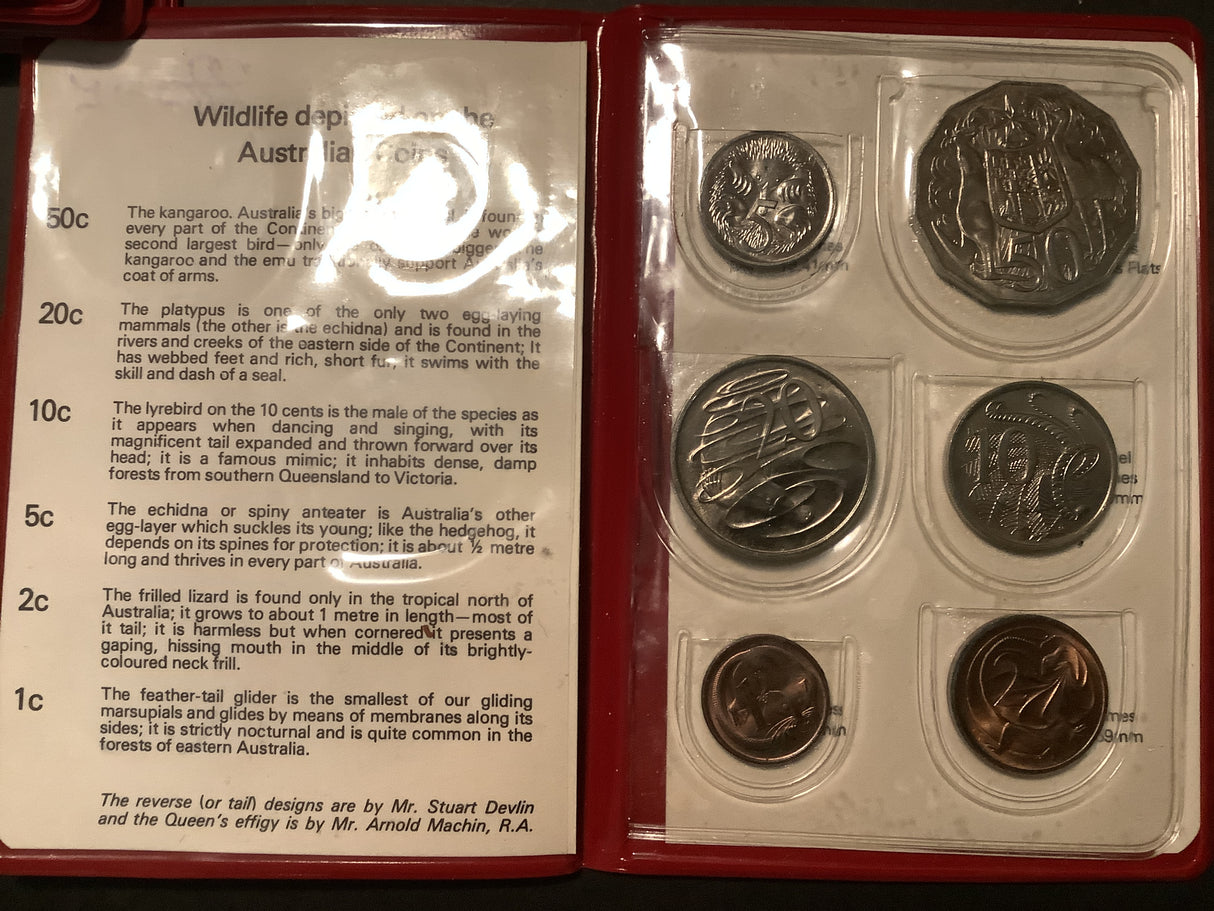 Wildlife
Australia Coins
50c
The kangaroo. Australia's
every part of the
second largest bird—only
kangaroo and the emu support
coat of arms.
20c
The platypus is one of the only two egg-laying
mammals (the other is the echidna) and is found in the
rivers and creeks of the eastern side of the Continent; It
has webbed feet and rich, short fur, it swims with the
skill and dash of a seal.
10c
The lyrebird on the 10 cents is the male of the species as
it appears when dancing and singing, with its
magnificent tail expanded and thrown forward over its
head; it is a famous mimic; it inhabits dense, damp
forests from southern Queensland to Victoria.
5c
The echidna or spiny anteater is Australia's other
egg-layer which suckles its young; like the hedgehog, it
depends on its spines for protection; it is about ½ metre
long and thrives in every part of Australia.
2c
The frilled lizard is found only in the tropical north of
Australia; it grows to about 1 metre in length—most of
it tail; it is harmless but when cornered it presents a
gaping, hissing mouth in the middle of its brightly-
coloured neck frill.
1c
The feather-tail glider is the smallest of our gliding
marsupials and glides by means of membranes along its
sides; it is strictly nocturnal and is quite common in the
forests of eastern Australia.
The reverse (or tail) designs are by Mr. Stuart Devlin
and the Queen's effigy is by Mr. Arnold Machin, R.A.
5
50
Flats
20
10
1
2